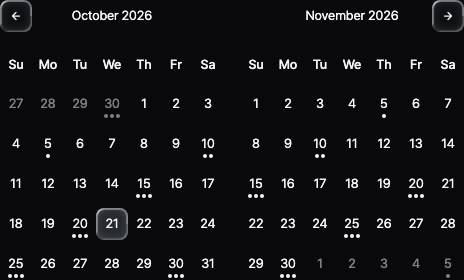 ← October 2026 November 2026 →
Su Mo Tu We Th Fr Sa Su Mo Tu We Th Fr Sa
27 28 29 30 1 2 3 1 2 3 4 5 6 7
4 5 6 7 8 9 10 8 9 10 11 12 13 14
11 12 13 14 15 16 17 15 16 17 18 19 20 21
18 19 20 21 22 23 24 22 23 24 25 26 27 28
25 26 27 28 29 30 31 29 30 1 2 3 4 5